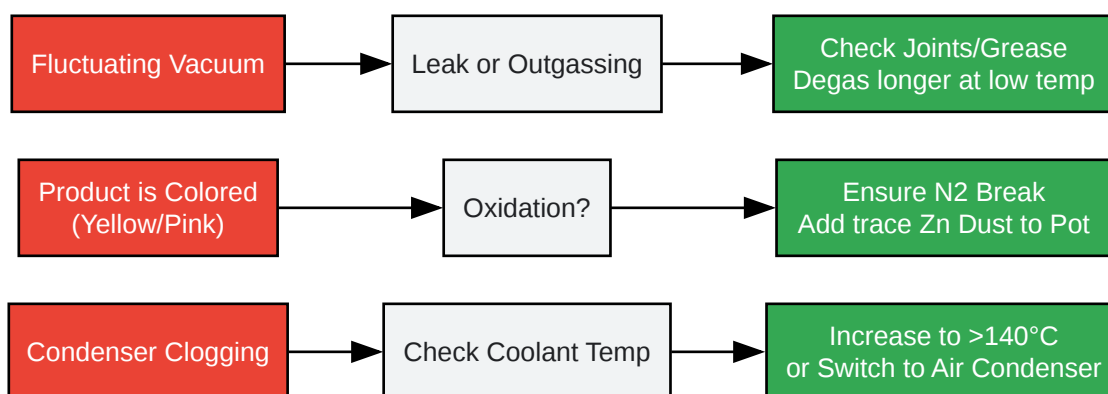 Fluctuating Vacuum
Leak or Outgassing
Check Joints/Grease
Degas longer at low temp
Product is Colored
(Yellow/Pink)
Oxidation?
Ensure N2 Break
Add trace Zn Dust to Pot
Condenser Clogging
Check Coolant Temp
Increase to >140°C
or Switch to Air Condenser